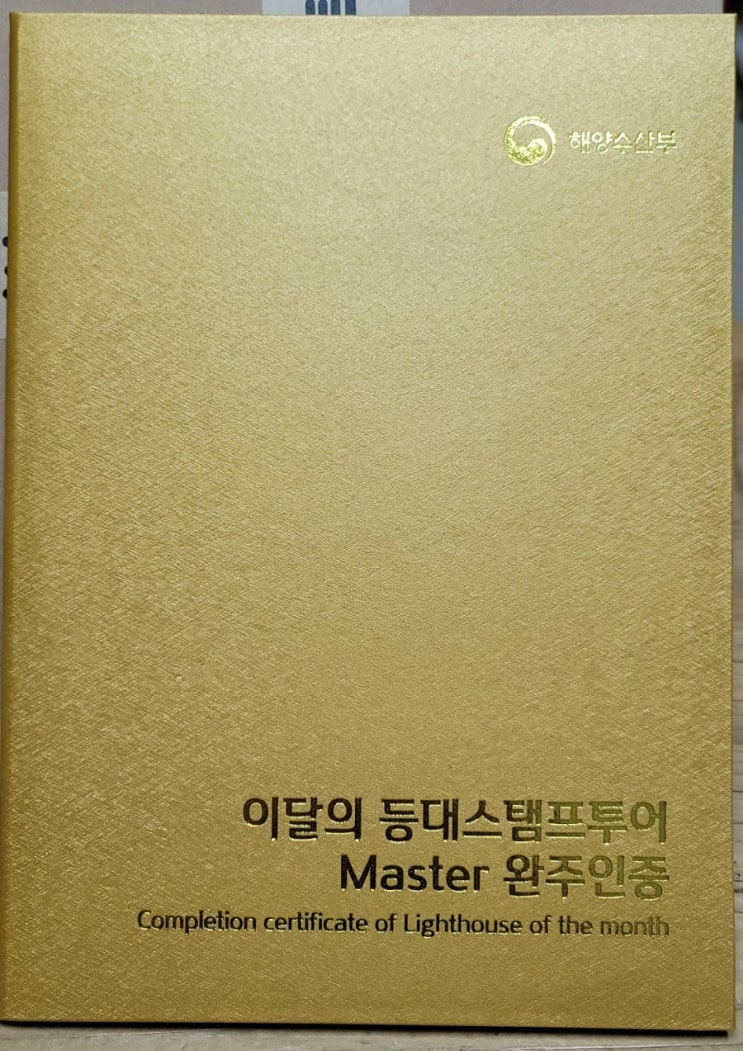 해양수산부
이달의 등대스탬프투어
Master 완주인증
Completion certificate of Lighthouse of the month